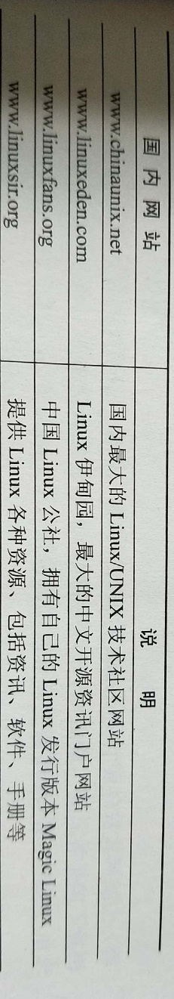 国内网站 说明
www.chinaunix.net 国内最大的 Linux/UNIX 技术社区网站
www.linuxeden.com Linux 伊甸园，最大的中文开源资讯门户网站
www.linuxfans.org 中国 Linux 公社，拥有自己的 Linux 发行版本 Magic Linux
www.linuxsir.org 提供 Linux 各种资源、包括资讯、软件、手册等